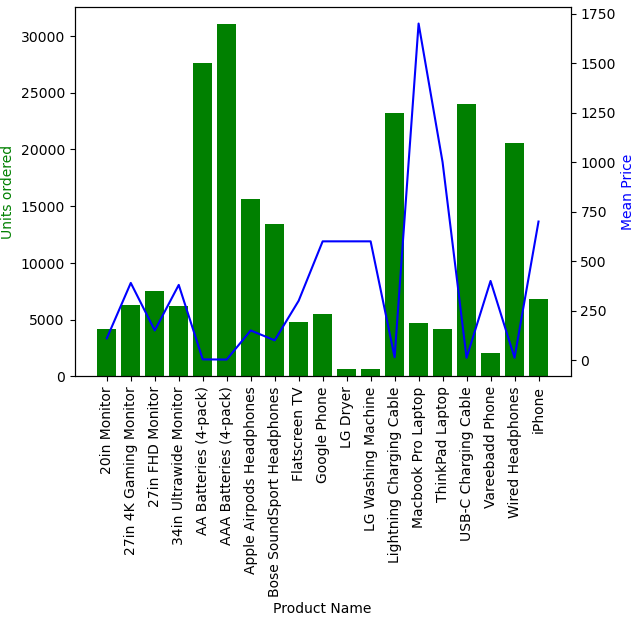 30000
25000
20000
15000
10000
5000
0
Units ordered
1750
1500
1250
1000
750
500
250
0
Mean Price
20in Monitor
27in 4K Gaming Monitor
27in FHD Monitor
34in Ultrawide Monitor
AA Batteries (4-pack)
AAA Batteries (4-pack)
Apple Airpods Headphones
Bose SoundSport Headphones
Flatscreen TV
Google Phone
LG Dryer
LG Washing Machine
Lightning Charging Cable
Macbook Pro Laptop
ThinkPad Laptop
USB-C Charging Cable
Vareebadd Phone
Wired Headphones
iPhone
Product Name